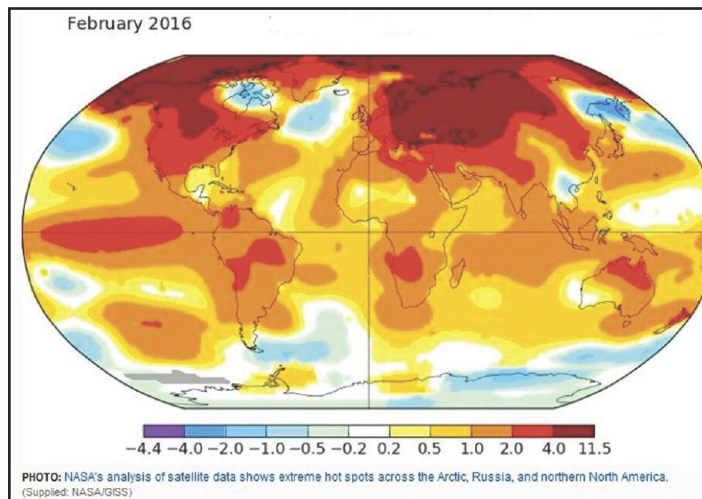 February 2016
−4.4 −4.0 −2.0 −1.0 −0.5 −0.2 0.2 0.5 1.0 2.0 4.0 11.5
PHOTO: NASA's analysis of satellite data shows extreme hot spots across the Arctic, Russia, and northern North America.
(Supplied: NASA/GISS)